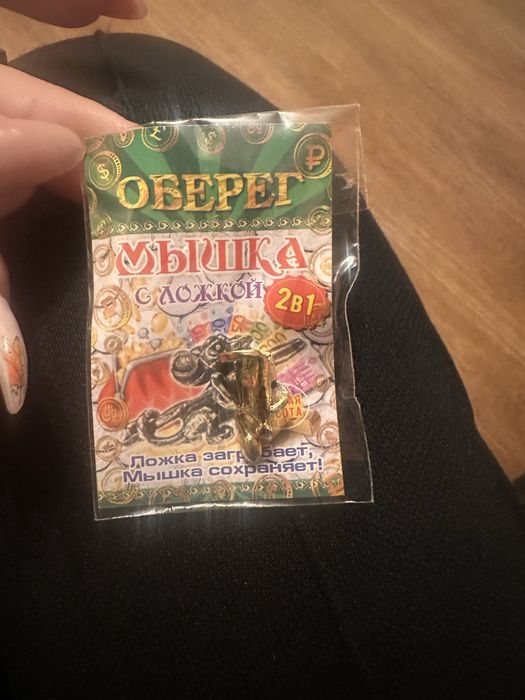 ОБЕРЕГ
МЫШКА
С ЛОЖКОЙ
2В1
Ложка загребает,
Мышка сохраняет!